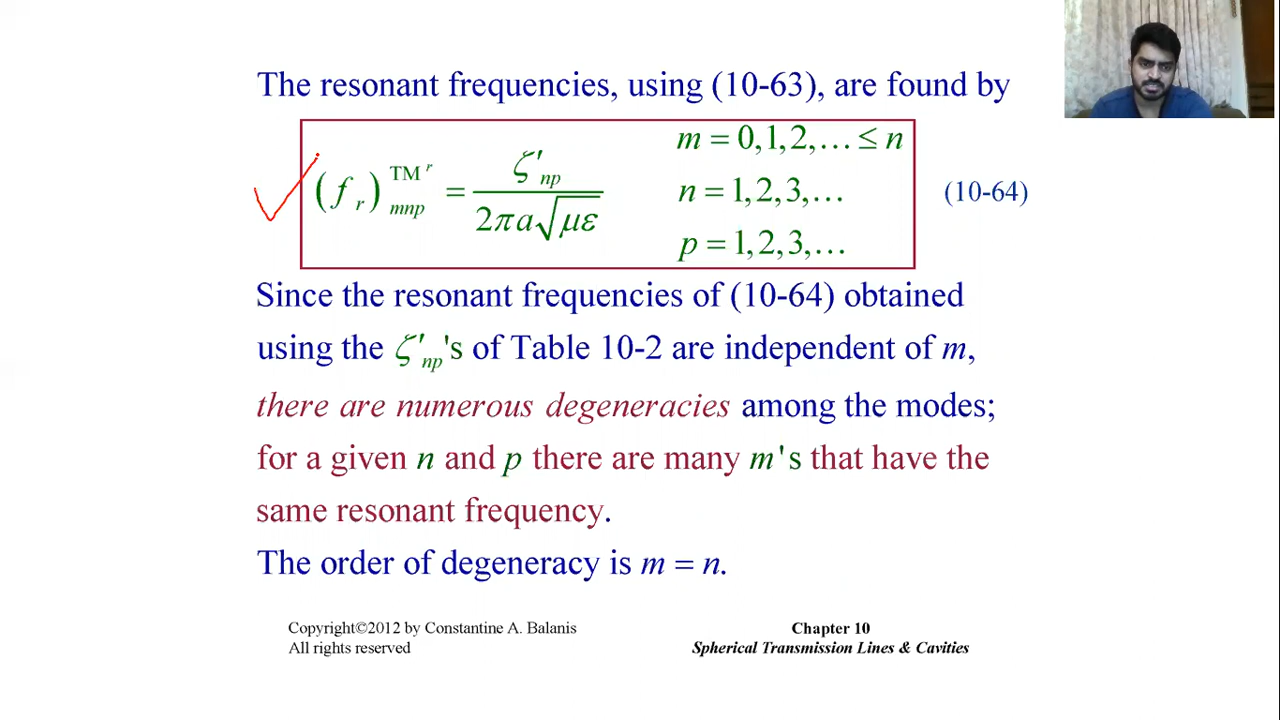 The resonant frequencies, using (10-63), are found by
(f_r)^{TM^r}_{mnp} = ζ'_{np} / 2πa√με    m = 0,1,2,… ≤ n
n = 1,2,3,…    (10-64)
p = 1,2,3,…
Since the resonant frequencies of (10-64) obtained
using the ζ'_{np}'s of Table 10-2 are independent of m,
there are numerous degeneracies among the modes;
for a given n and p there are many m's that have the
same resonant frequency.
The order of degeneracy is m = n.
Copyright©2012 by Constantine A. Balanis
All rights reserved
Chapter 10
Spherical Transmission Lines & Cavities